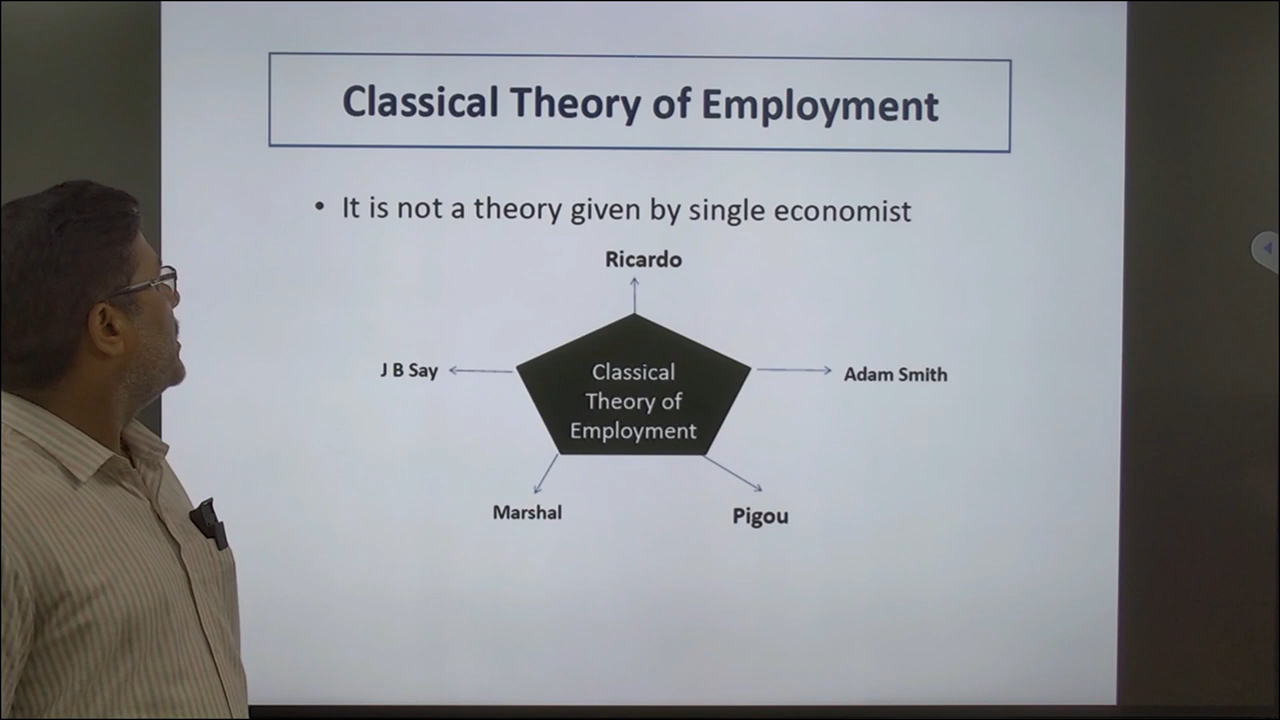 Classical Theory of Employment
• It is not a theory given by single economist
Ricardo
J B Say
Adam Smith
Classical
Theory of
Employment
Marshal
Pigou